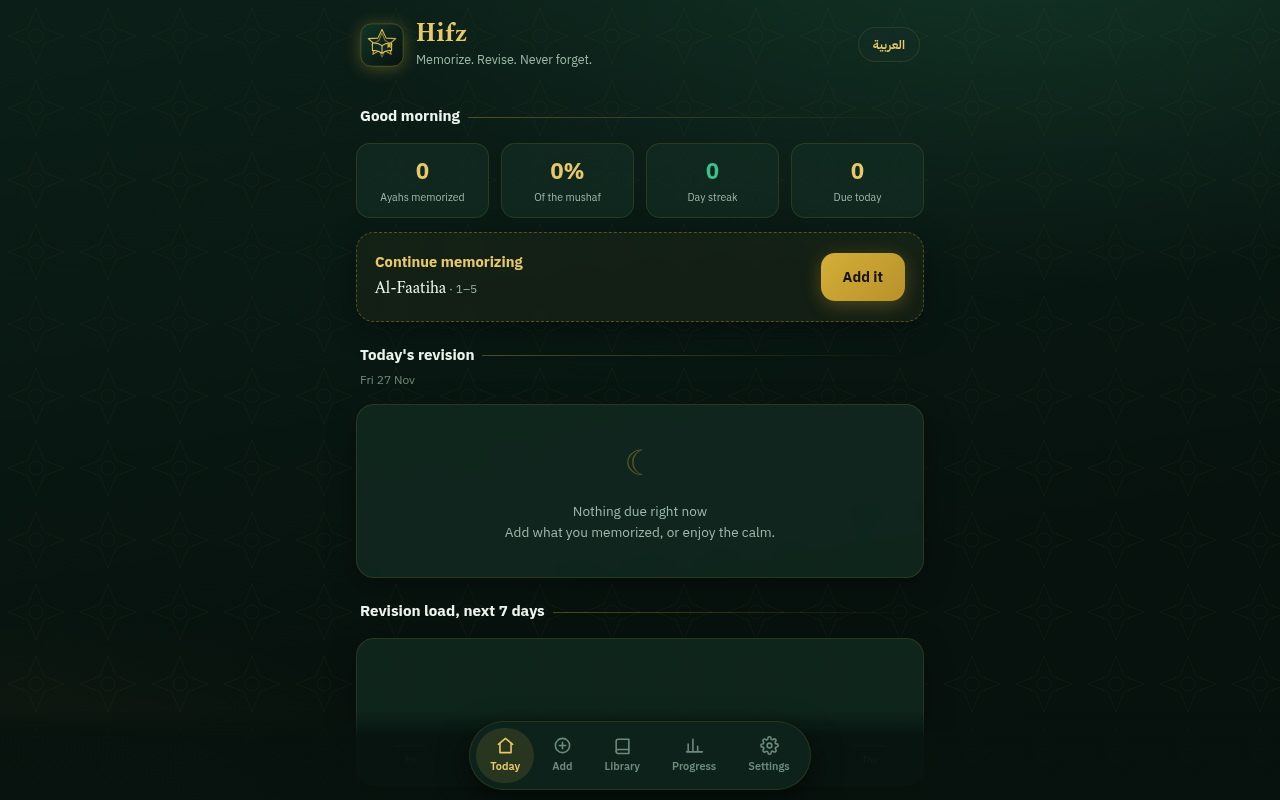 Hifz
Memorize. Revise. Never forget.
العربية
Good morning
0
Ayahs memorized
0%
Of the mushaf
0
Day streak
0
Due today
Continue memorizing
Al-Faatiha · 1–5
Add it
Today's revision
Fri 27 Nov
Nothing due right now
Add what you memorized, or enjoy the calm.
Revision load, next 7 days
Today
Add
Library
Progress
Settings